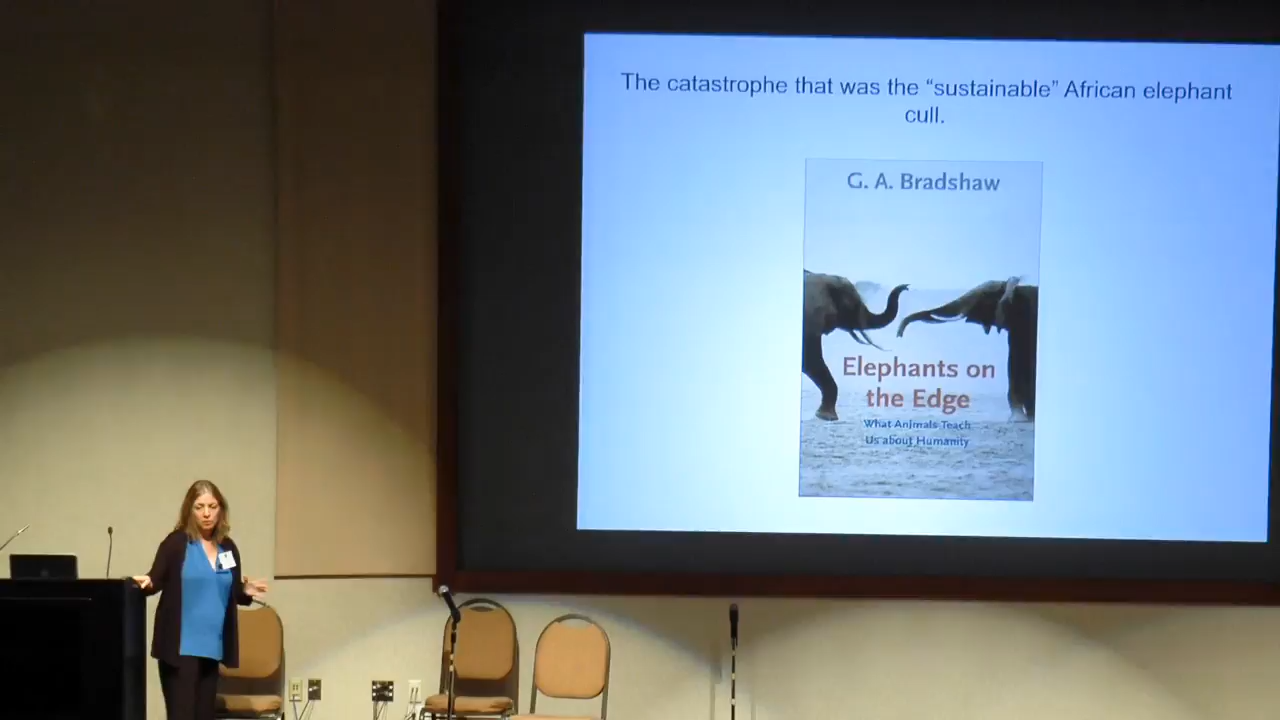 The catastrophe that was the “sustainable” African elephant
cull.
G. A. Bradshaw
Elephants on
the Edge
What Animals Teach
Us about Humanity